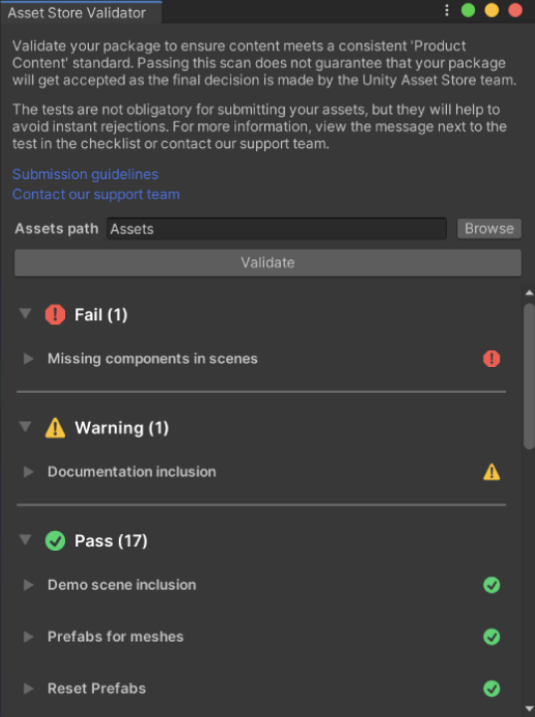 Asset Store Validator
Validate your package to ensure content meets a consistent 'Product
Content' standard. Passing this scan does not guarantee that your package
will get accepted as the final decision is made by the Unity Asset Store team.
The tests are not obligatory for submitting your assets, but they will help to
avoid instant rejections. For more information, view the message next to the
test in the checklist or contact our support team.
Submission guidelines
Contact our support team
Assets path Assets Browse
Validate
Fail (1)
Missing components in scenes
Warning (1)
Documentation inclusion
Pass (17)
Demo scene inclusion
Prefabs for meshes
Reset Prefabs